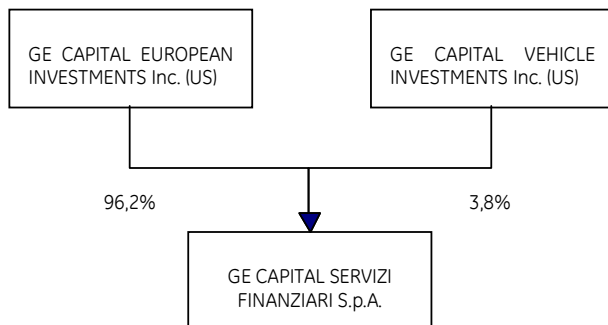 GE CAPITAL EUROPEAN
INVESTMENTS Inc. (US)
GE CAPITAL VEHICLE
INVESTMENTS Inc. (US)
96,2%
3,8%
GE CAPITAL SERVIZI
FINANZIARI S.p.A.